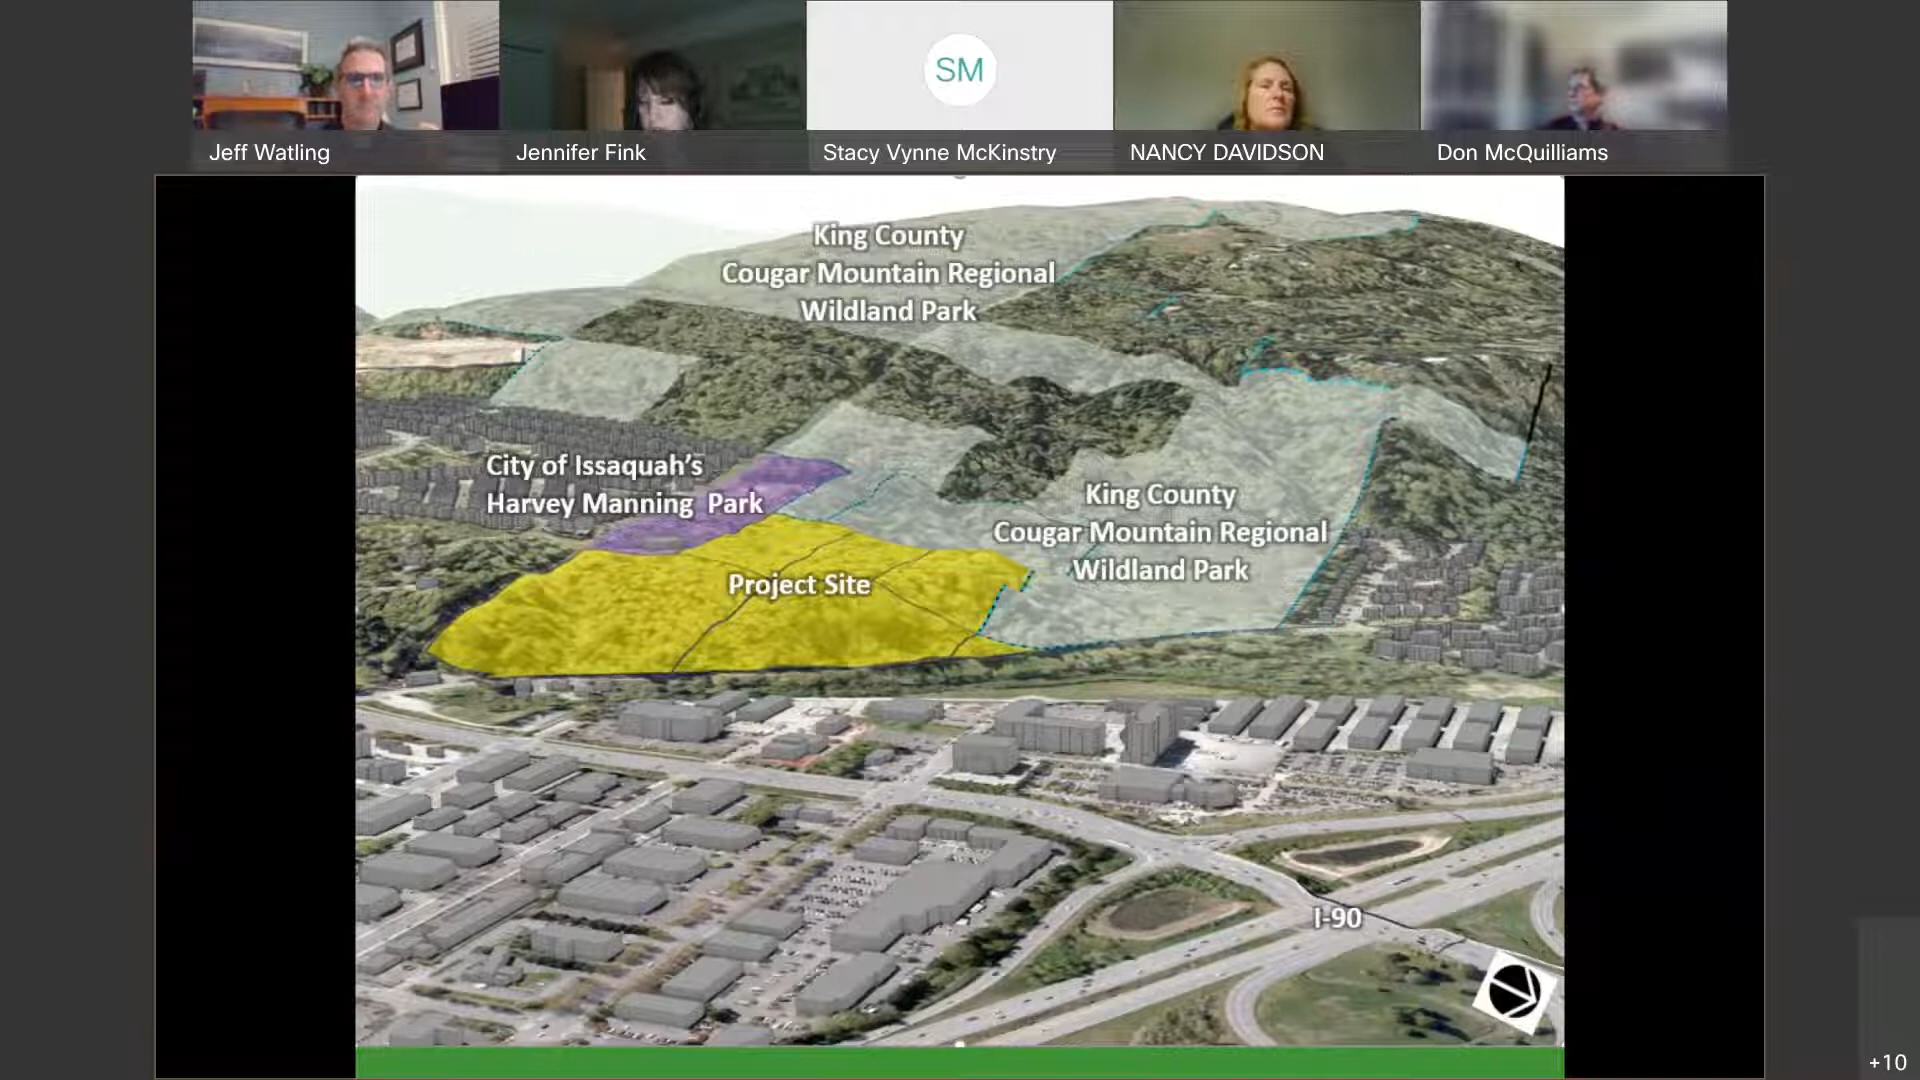 SM
Jeff Watling
Jennifer Fink
Stacy Vynne McKinstry
NANCY DAVIDSON
Don McQuilliams
King County
Cougar Mountain Regional
Wildland Park
City of Issaquah's
Harvey Manning Park
King County
Cougar Mountain Regional
Wildland Park
Project Site
I-90
+10